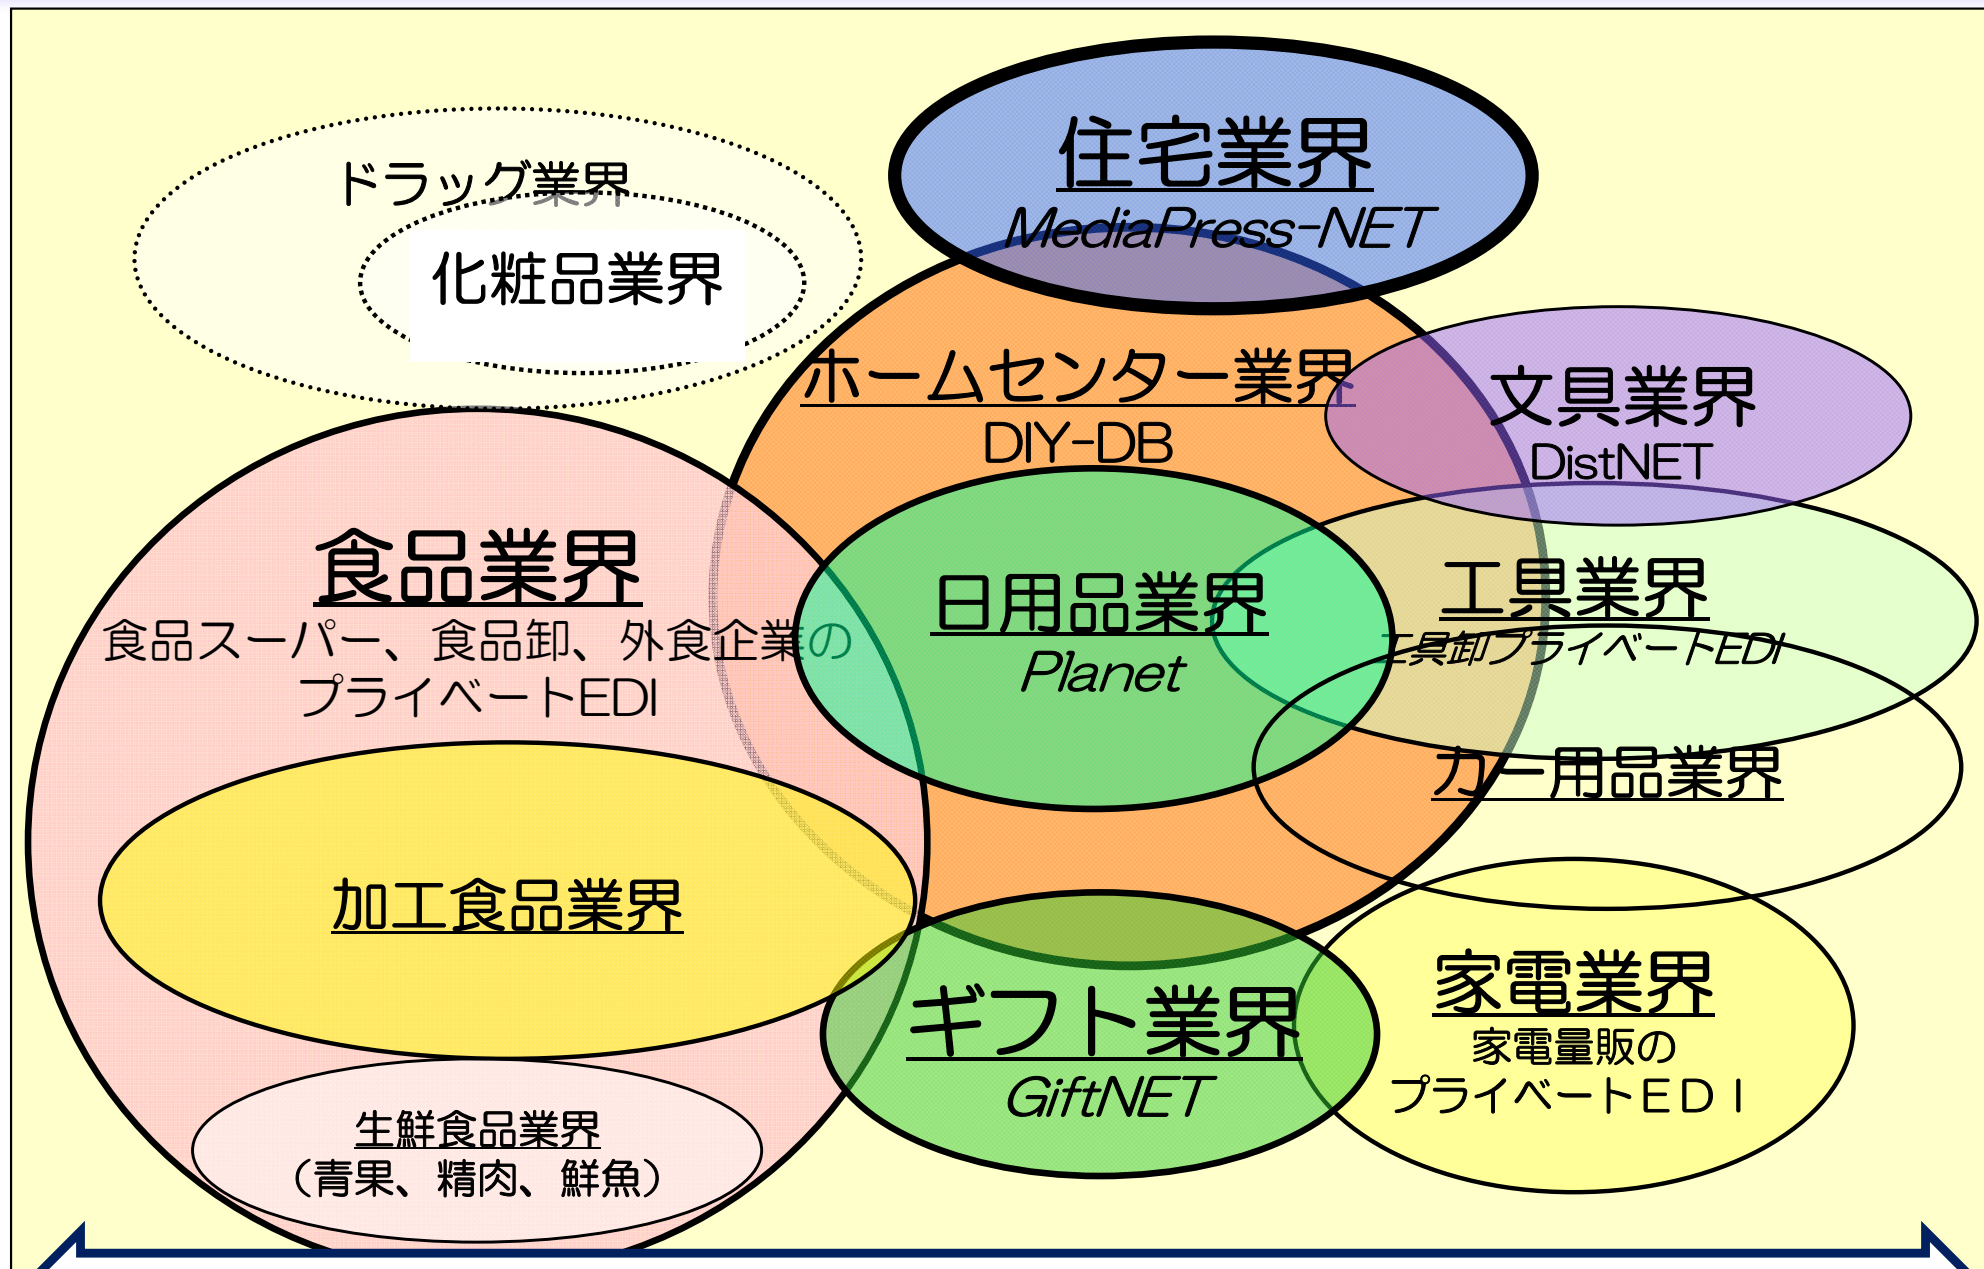 住宅業界
MediaPress-NET
ドラッグ業界
化粧品業界
ホームセンター業界
DIY-DB
文具業界
DistNET
食品業界
食品スーパー、食品卸、外食企業の
プライベートEDI
日用品業界
Planet
工具業界
工具卸プライベートEDI
カー用品業界
加工食品業界
ギフト業界
GiftNET
家電業界
家電量販の
プライベートEDI
生鮮食品業界
（青果、精肉、鮮魚）